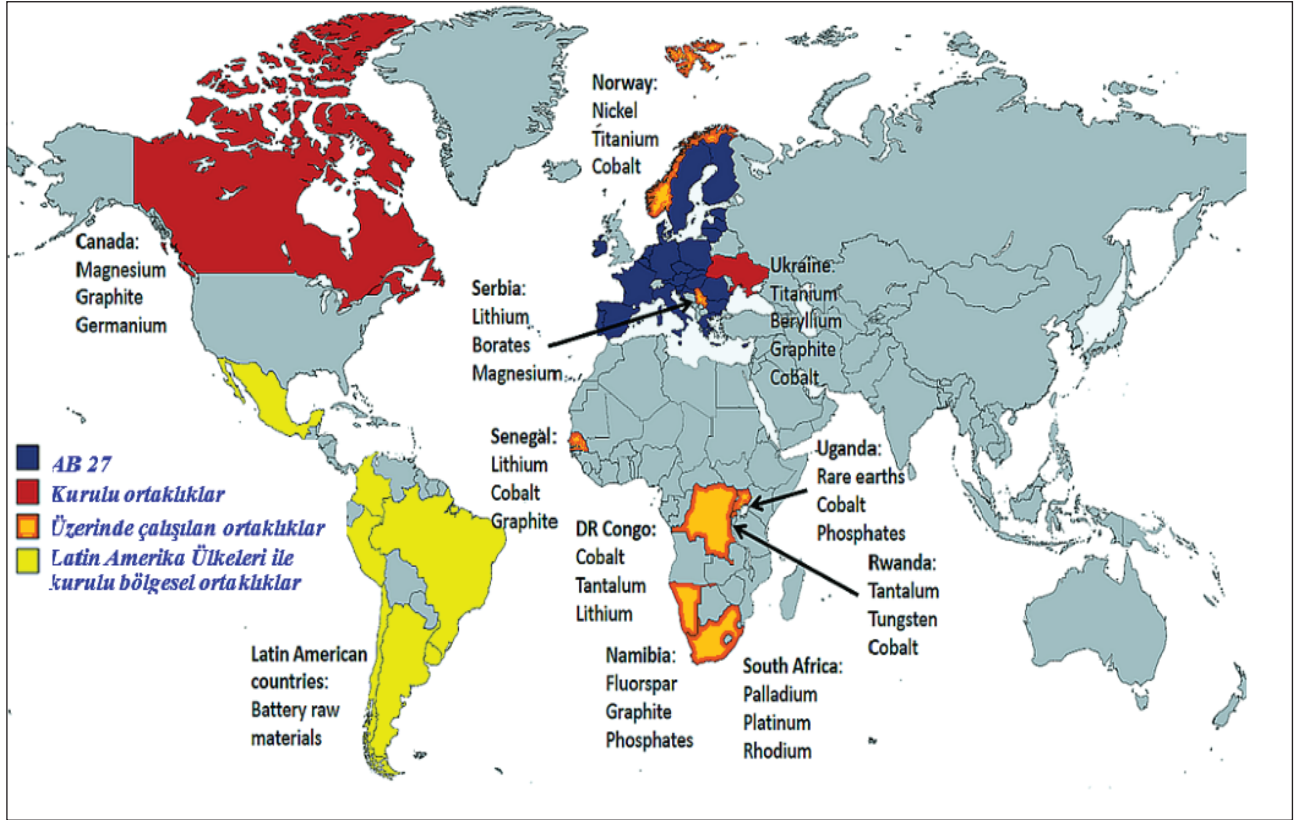 Norway:
Nickel
Titanium
Cobalt
Canada:
Magnesium
Graphite
Germanium
Serbia:
Lithium
Borates
Magnesium
Ukraine:
Titanium
Beryllium
Graphite
Cobalt
AB 27
Kurulu ortaklıklar
Üzerinde çalışılan ortaklıklar
Latin Amerika Ülkeleri ile
kurulu bölgesel ortaklıklar
Senegal:
Lithium
Cobalt
Graphite
Uganda:
Rare earths
Cobalt
Phosphates
DR Congo:
Cobalt
Tantalum
Lithium
Rwanda:
Tantalum
Tungsten
Cobalt
Latin American
countries:
Battery raw
materials
Namibia:
Fluorspar
Graphite
Phosphates
South Africa:
Palladium
Platinum
Rhodium